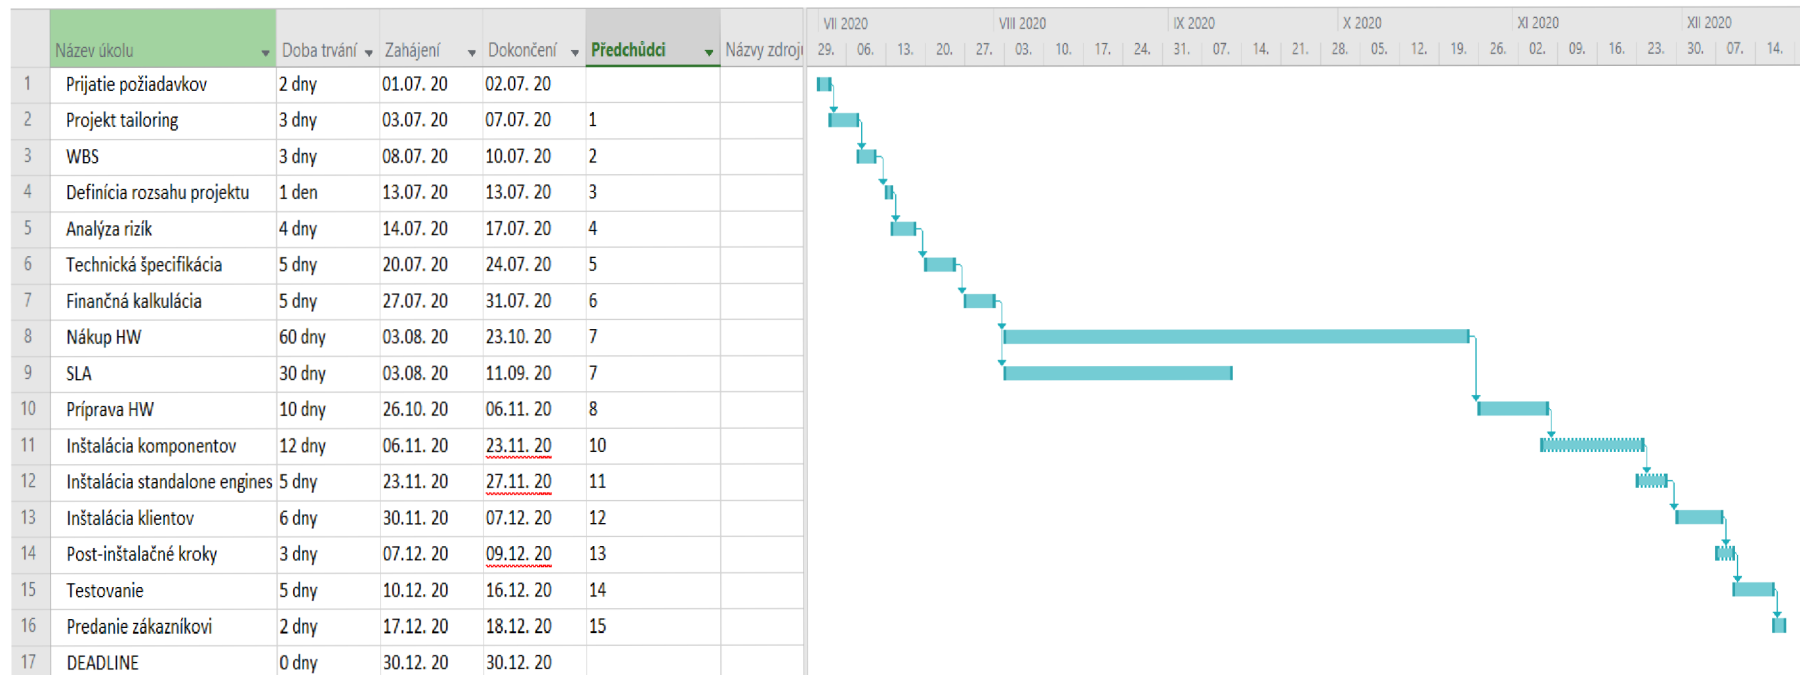 VII 2020 VIII 2020 IX 2020 X 2020 XI 2020 XII 2020
Název úkolu Doba trvání Zahájení Dokončení Předchůdci Názvy zdroj 29. 06. 13. 20. 27. 03. 10. 17. 24. 31. 07. 14. 21. 28. 05. 12. 19. 26. 02. 09. 16. 23. 30. 07. 14.
1 Prijatie požiadavkov 2 dny 01.07. 20 02.07. 20
2 Projekt tailoring 3 dny 03.07. 20 07.07. 20 1
3 WBS 3 dny 08.07. 20 10.07. 20 2
4 Definícia rozsahu projektu 1 den 13.07. 20 13.07. 20 3
5 Analýza rizík 4 dny 14.07. 20 17.07. 20 4
6 Technická špecifikácia 5 dny 20.07. 20 24.07. 20 5
7 Finančná kalkulácia 5 dny 27.07. 20 31.07. 20 6
8 Nákup HW 60 dny 03.08. 20 23.10. 20 7
9 SLA 30 dny 03.08. 20 11.09. 20 7
10 Príprava HW 10 dny 26.10. 20 06.11. 20 8
11 Inštalácia komponentov 12 dny 06.11. 20 23.11. 20 10
12 Inštalácia standalone engines 5 dny 23.11. 20 27.11. 20 11
13 Inštalácia klientov 6 dny 30.11. 20 07.12. 20 12
14 Post-inštalačné kroky 3 dny 07.12. 20 09.12. 20 13
15 Testovanie 5 dny 10.12. 20 16.12. 20 14
16 Predanie zákazníkovi 2 dny 17.12. 20 18.12. 20 15
17 DEADLINE 0 dny 30.12. 20 30.12. 20